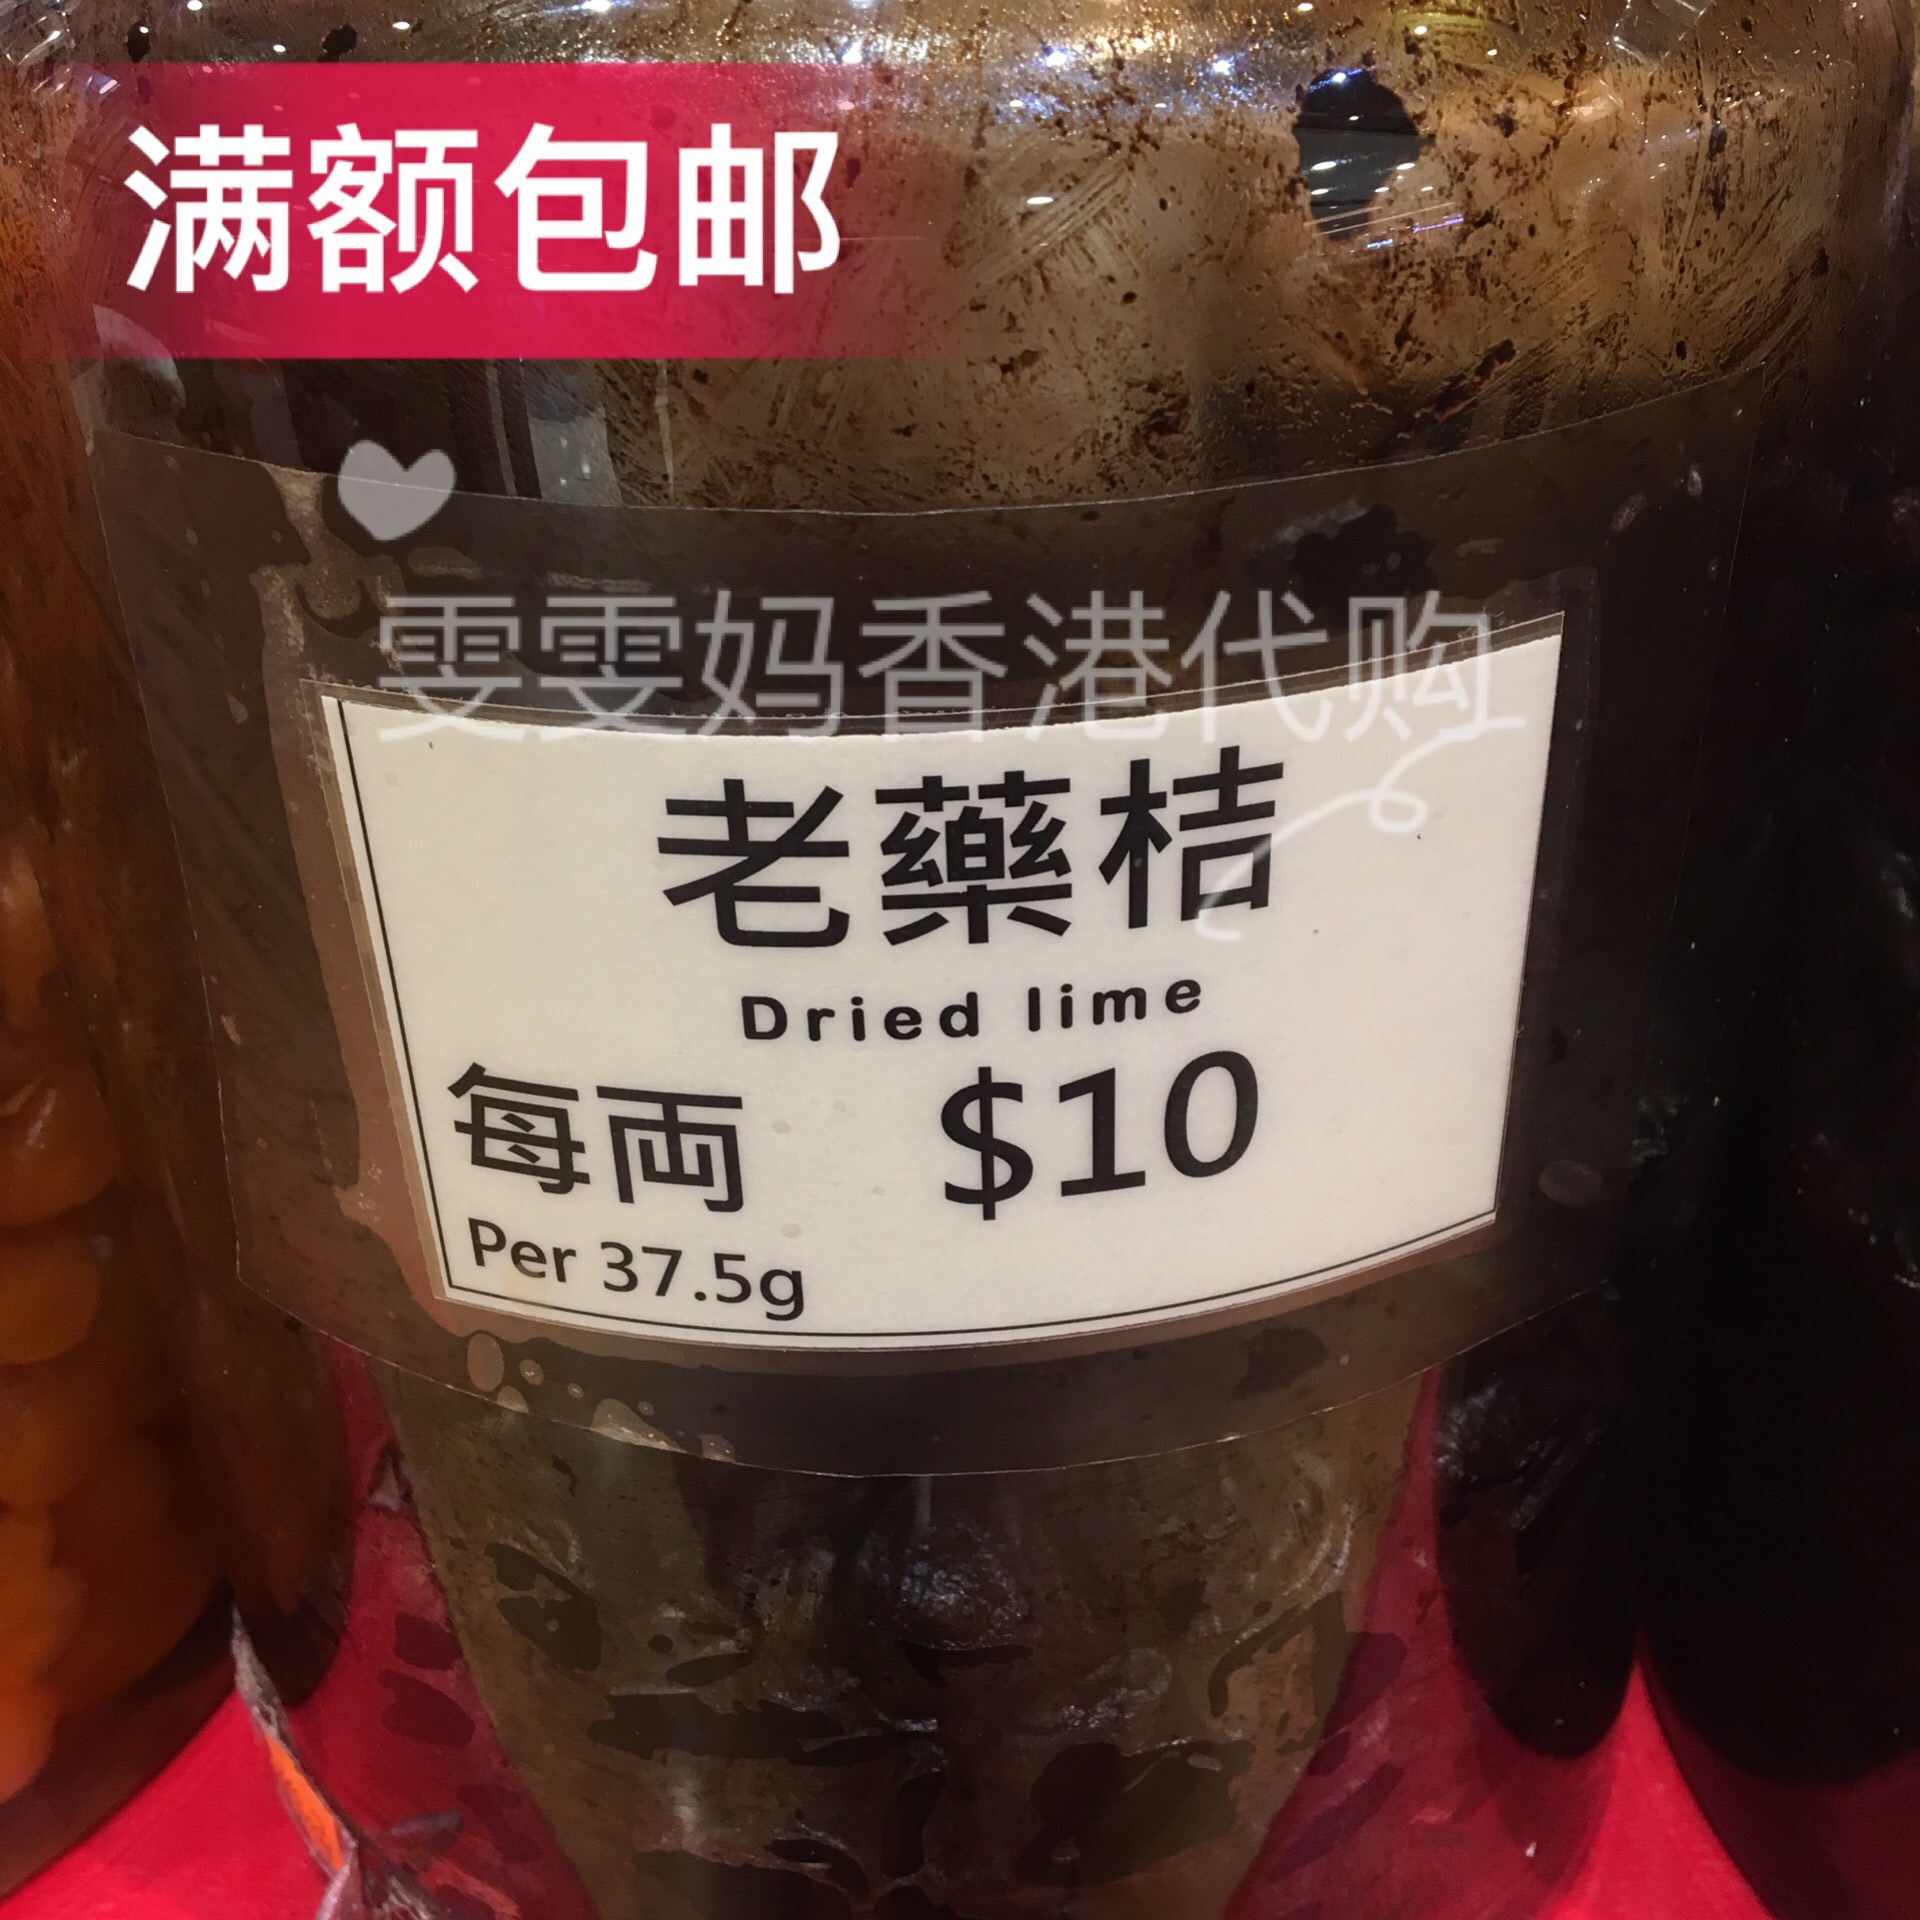 满额包邮
雯雯妈香港代购
老藥桔
Dried lime
每両 $10
Per 37.5g